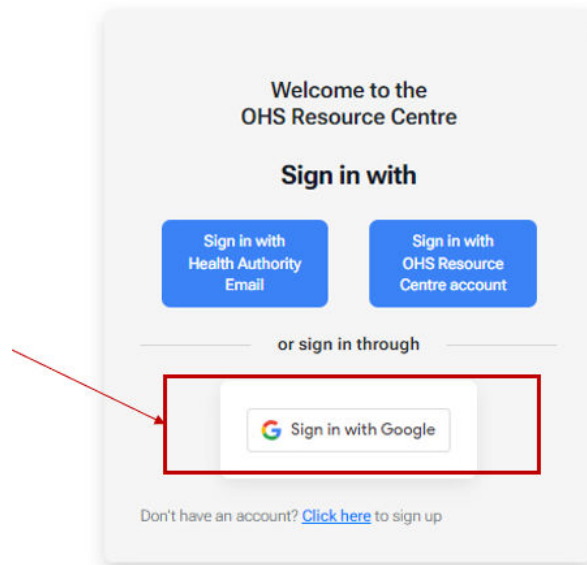 Welcome to the
OHS Resource Centre
Sign in with
Sign in with
Health Authority
Email
Sign in with
OHS Resource
Centre account
or sign in through
Sign in with Google
Don't have an account? Click here to sign up